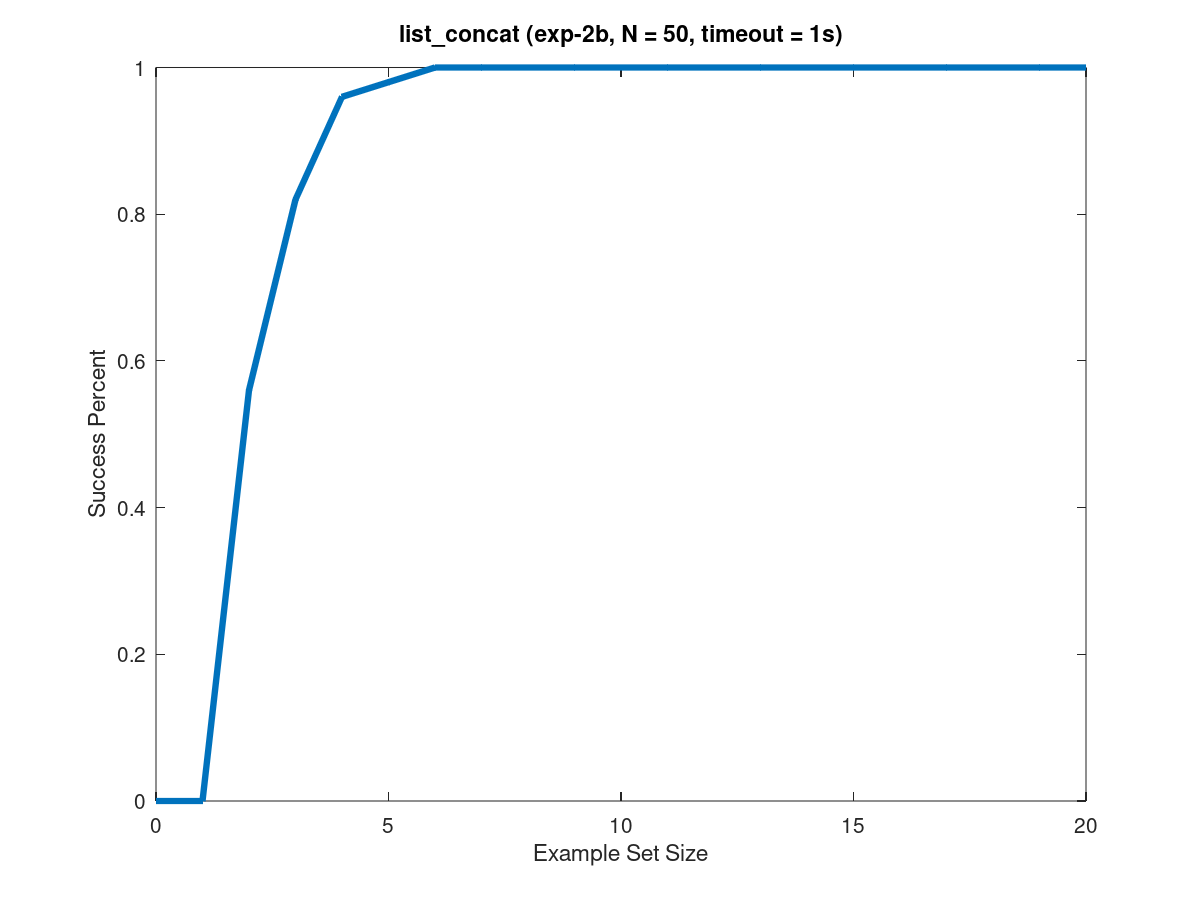 list_concat (exp-2b, N = 50, timeout = 1s)
1
0.8
0.6
0.4
0.2
0
Success Percent
0 5 10 15 20
Example Set Size